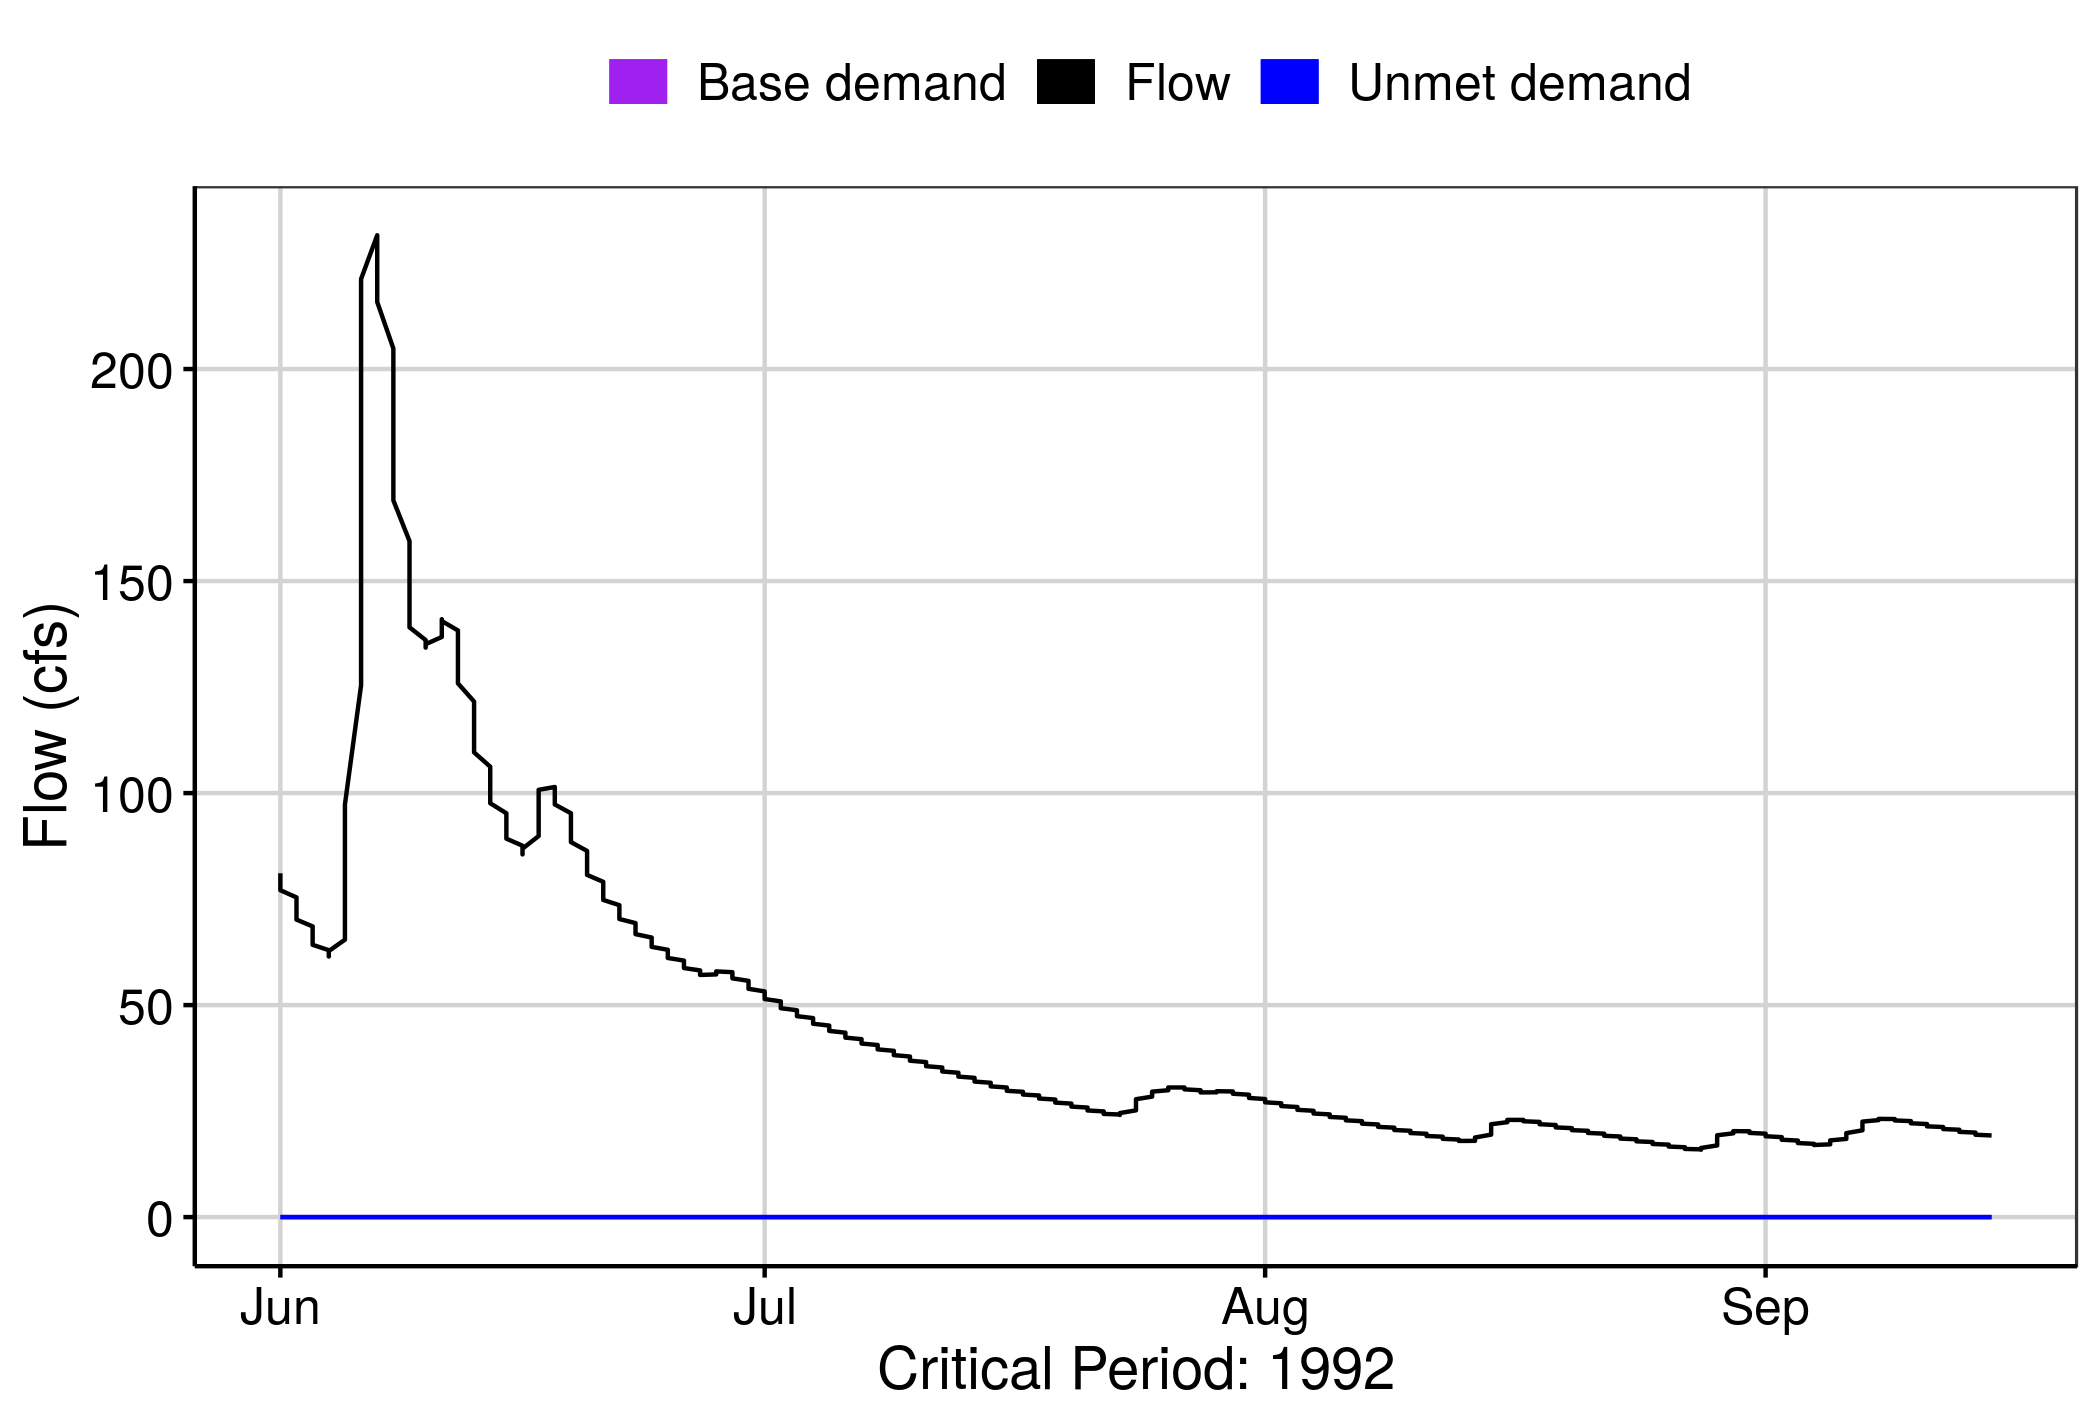 Base demand Flow Unmet demand
200
150
100
50
0
Flow (cfs)
Jun Jul Aug Sep
Critical Period: 1992